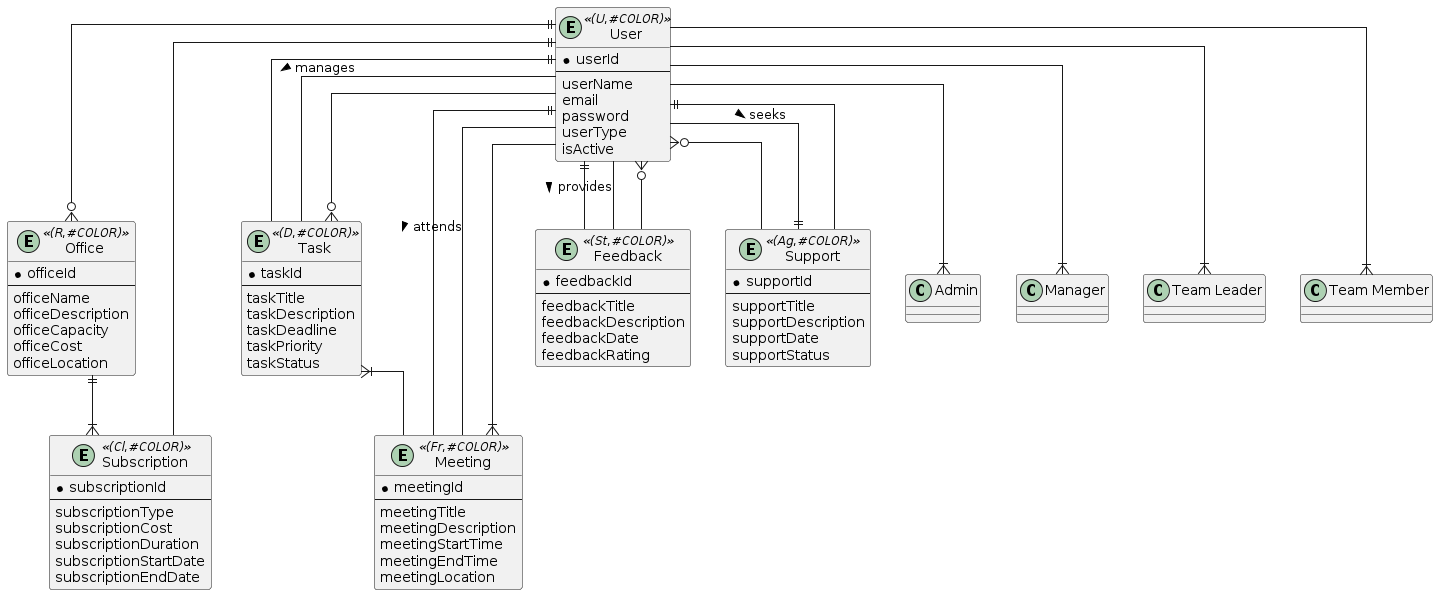 E «(U,#COLOR)»
User
userId
userName
email
password
userType
isActive
manages
seeks
provides
attends
E «(R,#COLOR)»
Office
officeId
officeName
officeDescription
officeCapacity
officeCost
officeLocation
E «(D,#COLOR)»
Task
taskId
taskTitle
taskDescription
taskDeadline
taskPriority
taskStatus
E «(St,#COLOR)»
Feedback
feedbackId
feedbackTitle
feedbackDescription
feedbackDate
feedbackRating
E «(Ag,#COLOR)»
Support
supportId
supportTitle
supportDescription
supportDate
supportStatus
C Admin
C Manager
C Team Leader
C Team Member
E «(Cl,#COLOR)»
Subscription
subscriptionId
subscriptionType
subscriptionCost
subscriptionDuration
subscriptionStartDate
subscriptionEndDate
E «(Fr,#COLOR)»
Meeting
meetingId
meetingTitle
meetingDescription
meetingStartTime
meetingEndTime
meetingLocation